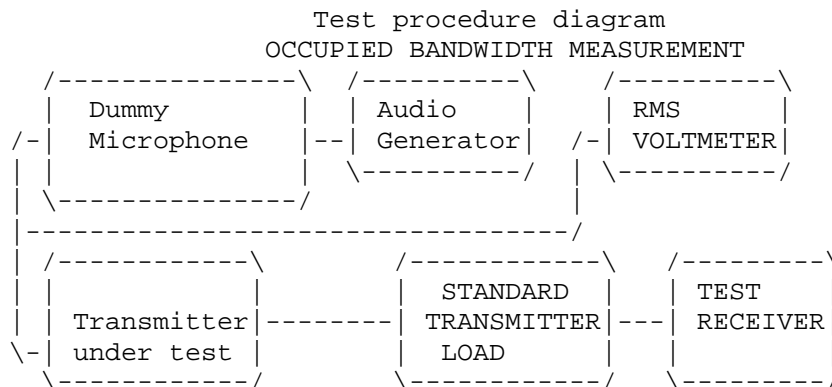 Test procedure diagram
OCCUPIED BANDWIDTH MEASUREMENT
Dummy
Microphone
Audio
Generator
RMS
VOLTMETER
Transmitter
under test
STANDARD
TRANSMITTER
LOAD
TEST
RECEIVER